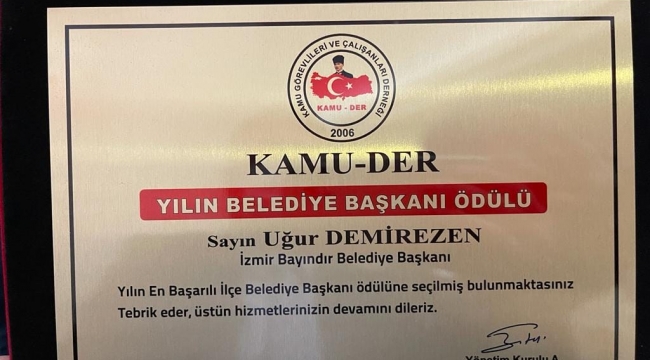 KAMU GÖREVLİLERİ VE ÇALIŞANLARI DERNEĞİ
KAMU - DER
2006
KAMU-DER
YILIN BELEDİYE BAŞKANI ÖDÜLÜ
Sayın Uğur DEMİREZEN
İzmir Bayındır Belediye Başkanı
Yılın En Başarılı İlçe Belediye Başkanı ödülüne seçilmiş bulunmaktasınız
Tebrik eder, üstün hizmetlerinizin devamını dileriz.
Yönetim Kurulu